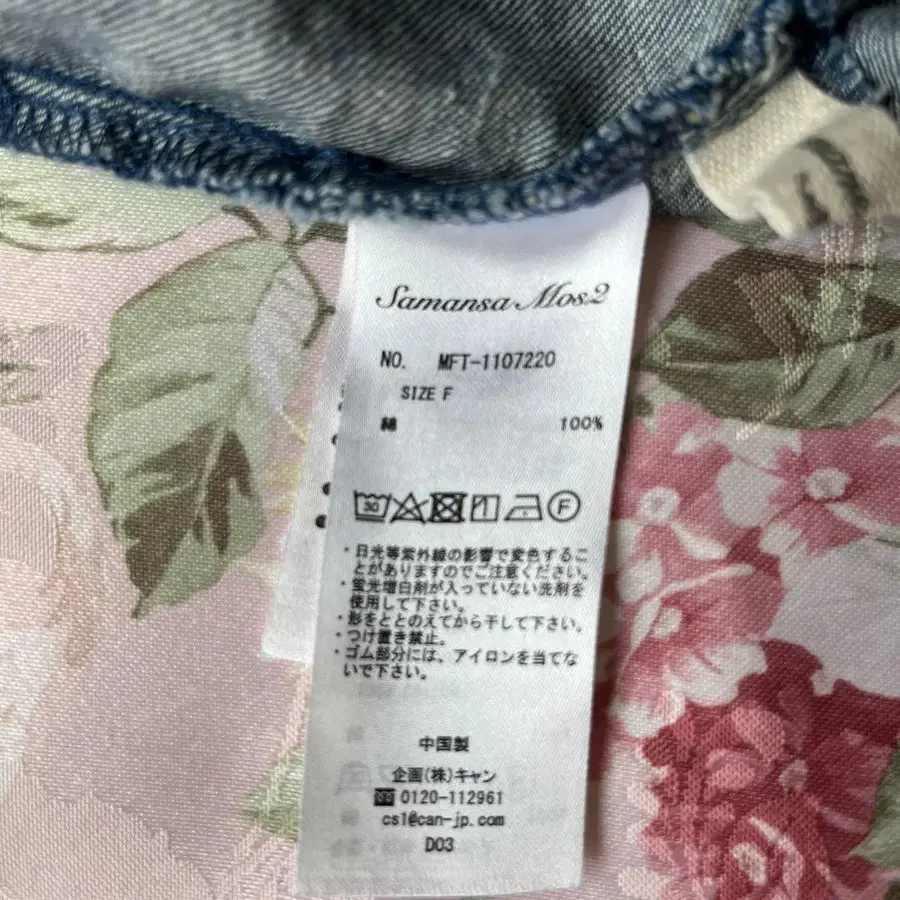 Samansa Mos2
NO. MFT-1107220
SIZE F
綿 100%
30
F
・日光等紫外線の影響で変色するこ
とがありますのでご注意ください。
・蛍光増白剤が入っていない洗剤を
使用して下さい。
・形をととのえてから干して下さい。
・つけ置き禁止。
・ゴム部分には、アイロンを当てな
いで下さい。
中国製
企画(株)キャン
0120-112961
cs1@can-jp.com
D03